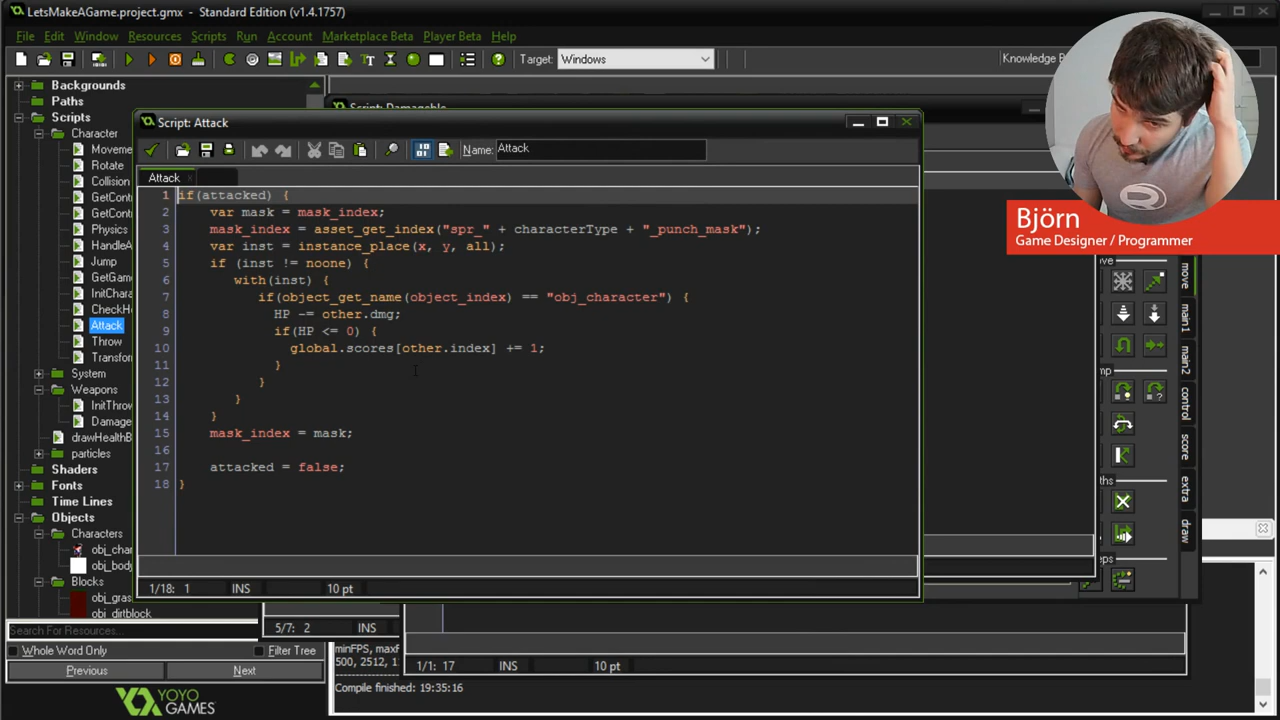 LetsMakeAGame.project.gmx - Standard Edition (v1.4.1757)
File Edit Window Resources Scripts Run Account Marketplace Beta Player Beta Help
Target: Windows
Knowledge
Backgrounds
Paths
Scripts
Character
Moveme
Rotate
Collision
GetCont
GetCont
Physics
HandleA
Jump
GetGam
InitChara
CheckHe
Attack
Throw
Transfor
System
Weapons
InitThrow
Damage
drawHealthB
particles
Shaders
Fonts
Time Lines
Objects
Characters
obj_char
obj_body
Blocks
obj_gras
obj_dirtblock
Search For Resources...
Whole Word Only Filter Tree
Previous Next
YOYO
GAMES™
Script: Damageable
Script: Attack
Name: Attack
Attack
1 if(attacked) {
2 var mask = mask_index;
3 mask_index = asset_get_index("spr_" + characterType + "_punch_mask");
4 var inst = instance_place(x, y, all);
5 if (inst != noone) {
6 with(inst) {
7 if(object_get_name(object_index) == "obj_character") {
8 HP -= other.dmg;
9 if(HP <= 0) {
10 global.scores[other.index] += 1;
11 }
12 }
13 }
14 }
15 mask_index = mask;
16
17 attacked = false;
18 }
1/18: 1 INS 10 pt
5/7: 2 INS
1/1: 17 INS 10 pt
minFPS, maxF
500, 2512, 1
Compile finished: 19:35:16
Björn
Game Designer / Programmer
move
main1
main2
control
score
extra
draw